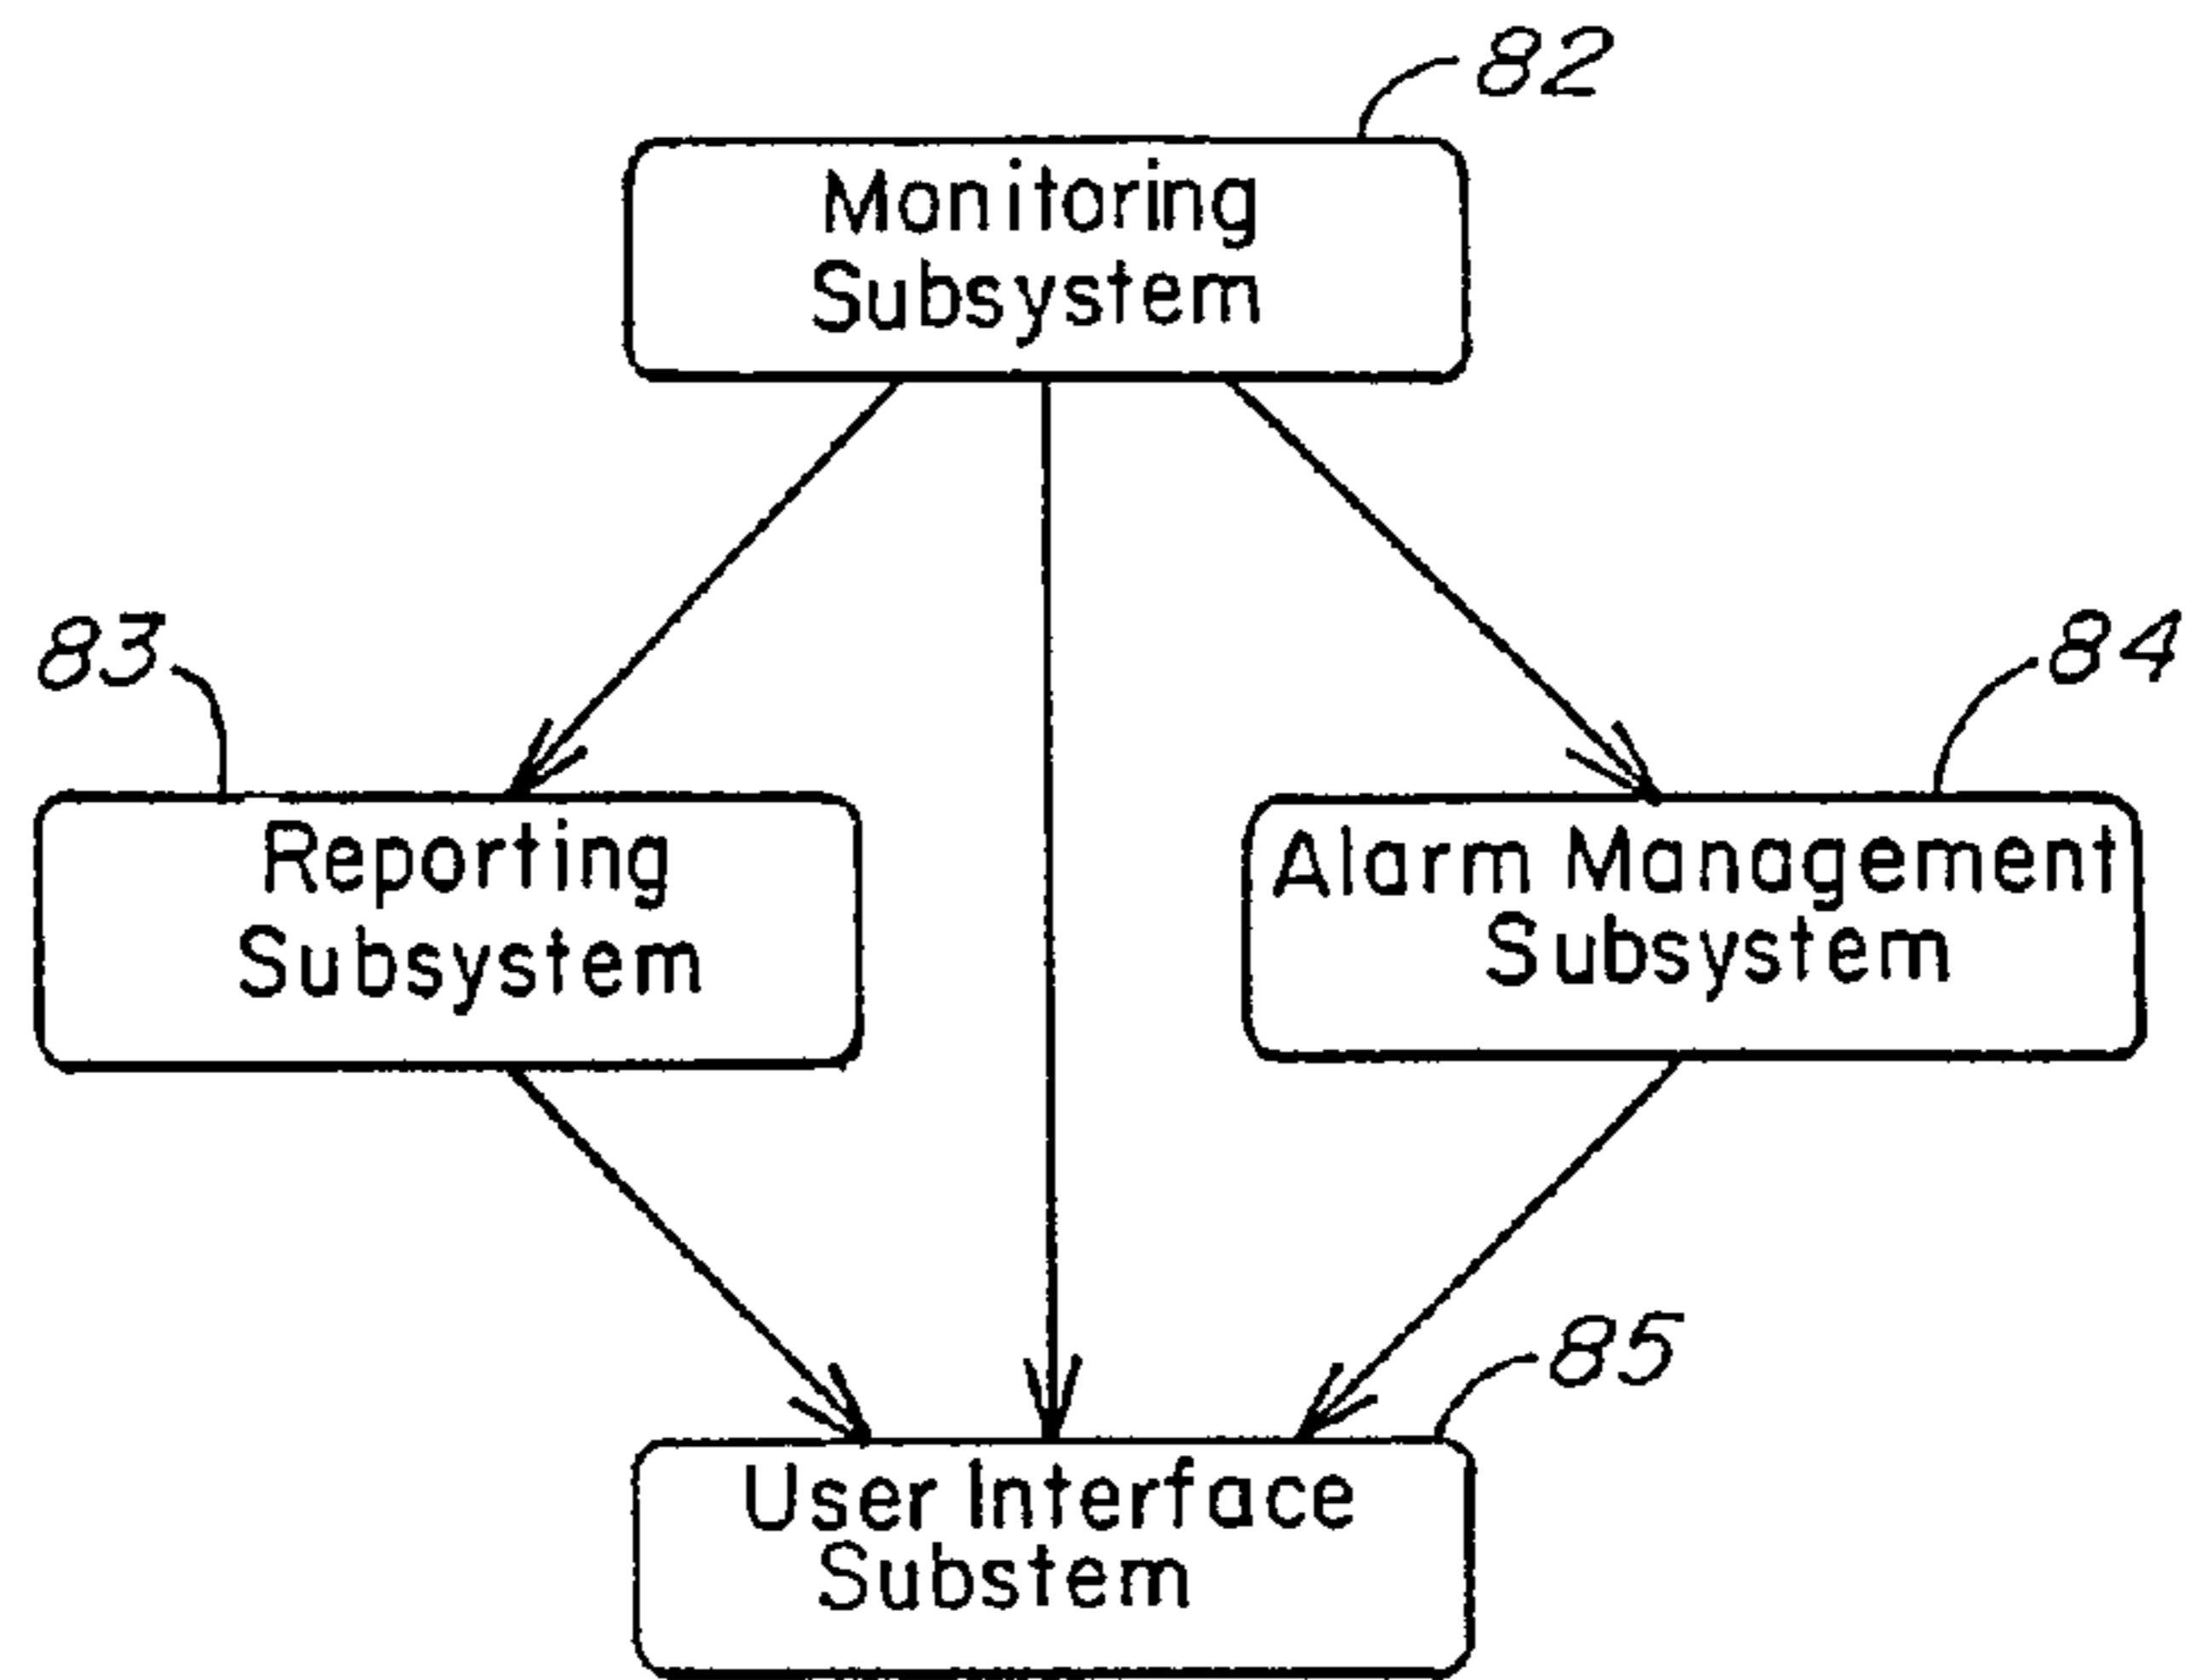 82
Monitoring
Subsystem
83
84
Reporting
Subsystem
Alarm Management
Subsystem
85
User Interface
Substem